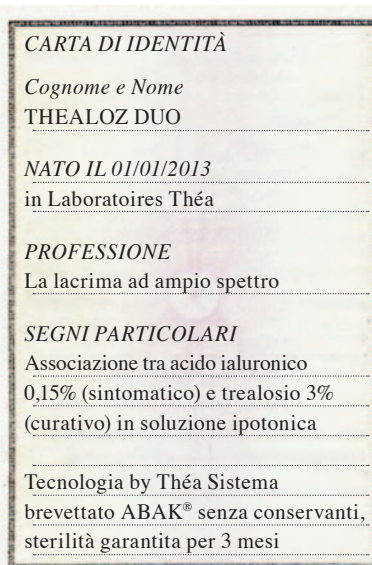 CARTA DI IDENTITÀ
Cognome e Nome
THEALOZ DUO
NATO IL 01/01/2013
in Laboratoires Théa
PROFESSIONE
La lacrima ad ampio spettro
SEGNI PARTICOLARI
Associazione tra acido ialuronico
0,15% (sintomatico) e trealosio 3%
(curativo) in soluzione ipotonica
Tecnologia by Théa Sistema
brevettato ABAK® senza conservanti,
sterilità garantita per 3 mesi